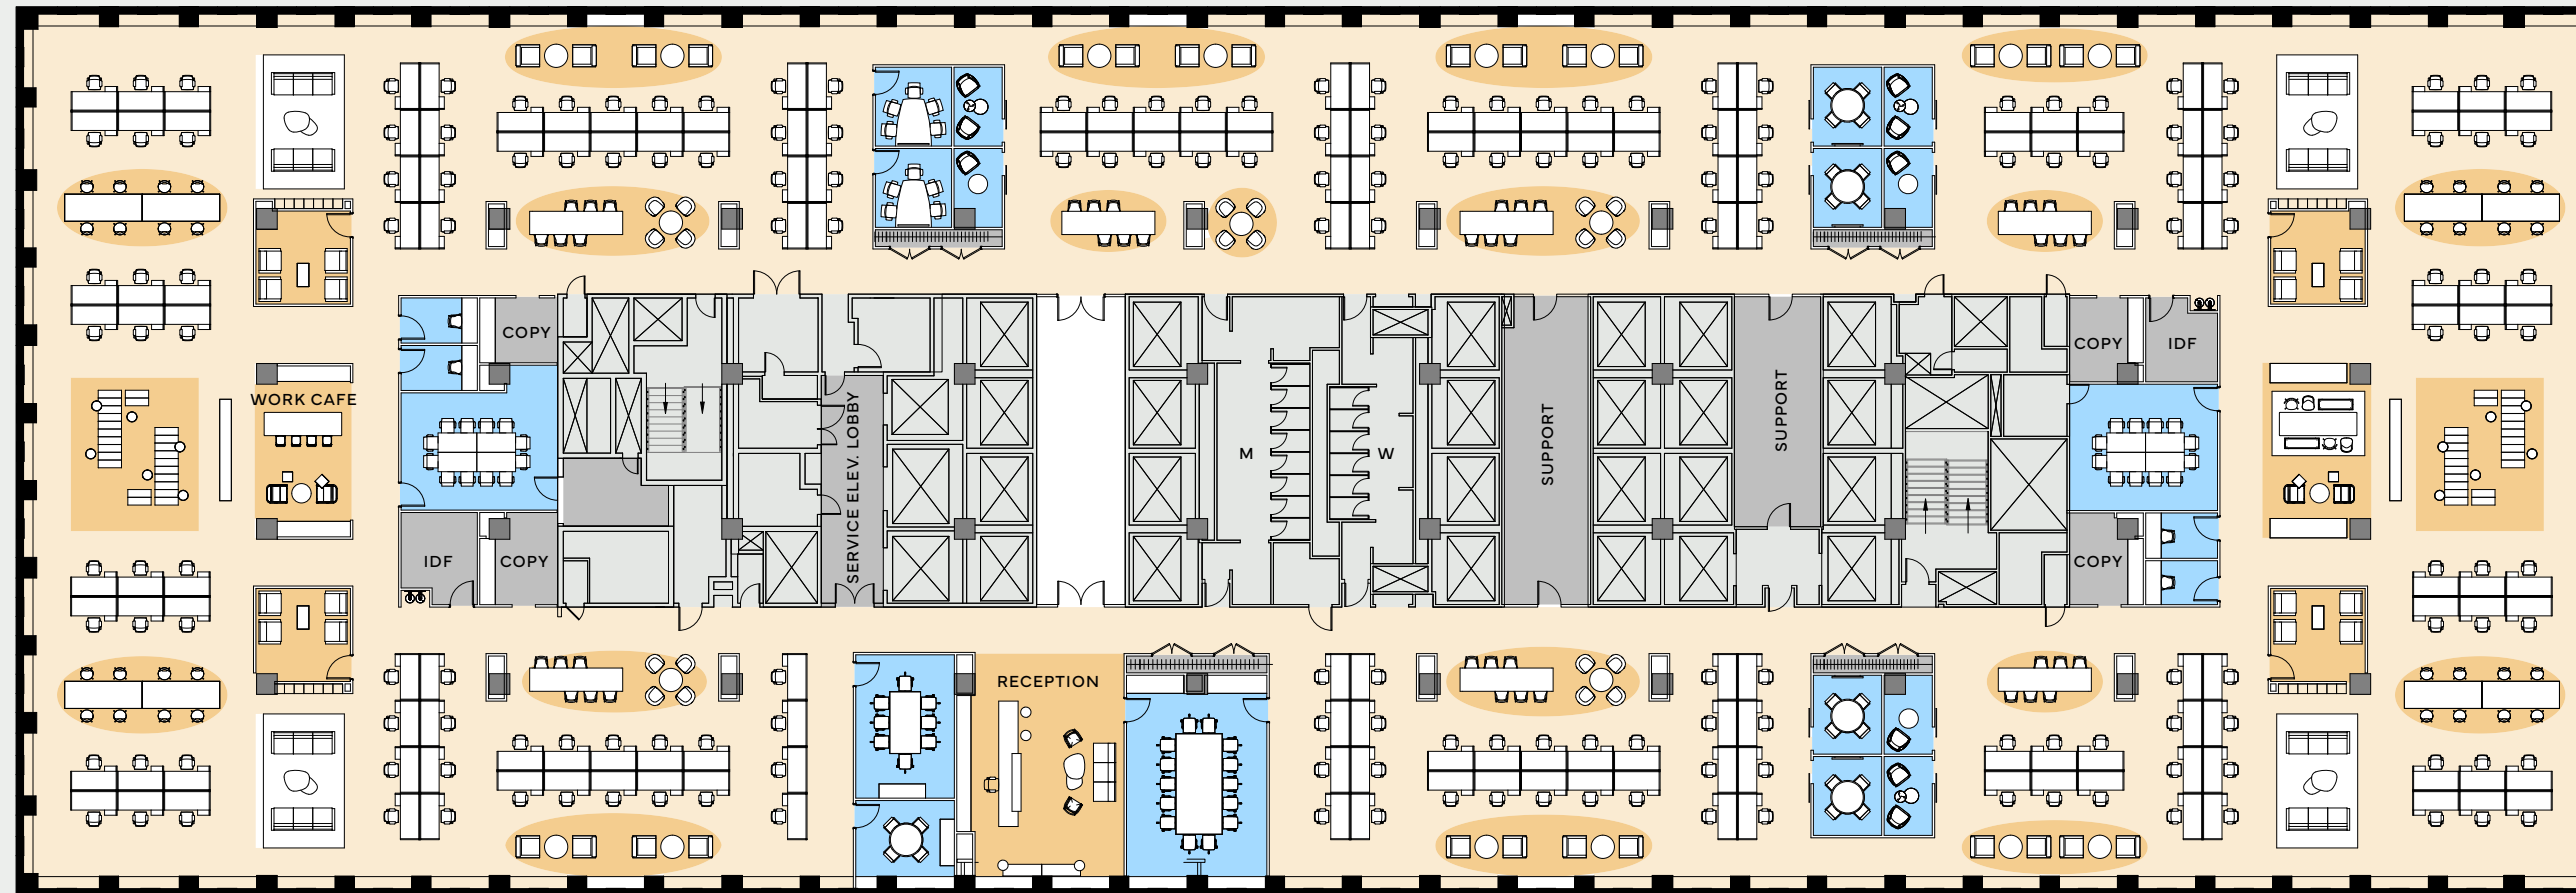 COPY
COPY
IDF
WORK CAFE
SERVICE ELEV. LOBBY
M
W
SUPPORT
SUPPORT
IDF
COPY
COPY
RECEPTION